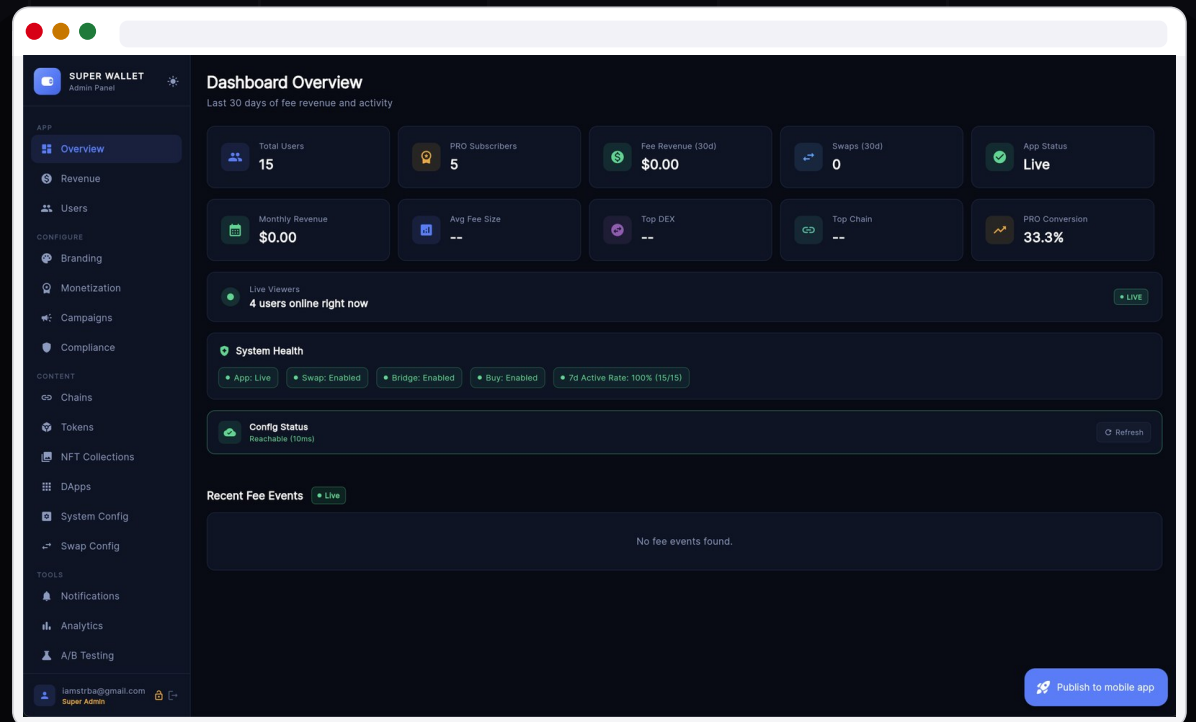 SUPER WALLET
Admin Panel
APP
Overview
Revenue
Users
CONFIGURE
Branding
Monetization
Campaigns
Compliance
CONTENT
Chains
Tokens
NFT Collections
DApps
System Config
Swap Config
TOOLS
Notifications
Analytics
A/B Testing
iamstrba@gmail.com
Super Admin
Dashboard Overview
Last 30 days of fee revenue and activity
Total Users
15
PRO Subscribers
5
Fee Revenue (30d)
$0.00
Swaps (30d)
0
App Status
Live
Monthly Revenue
$0.00
Avg Fee Size
--
Top DEX
--
Top Chain
--
PRO Conversion
33.3%
Live Viewers
4 users online right now
LIVE
System Health
App: Live
Swap: Enabled
Bridge: Enabled
Buy: Enabled
7d Active Rate: 100% (15/15)
Config Status
Reachable (10ms)
Refresh
Recent Fee Events
Live
No fee events found.
Publish to mobile app